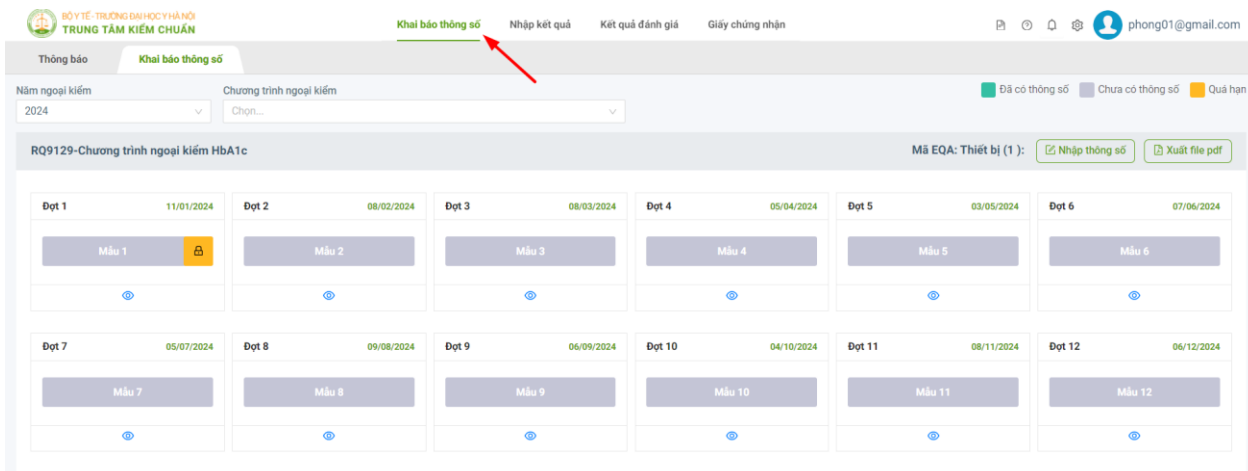 BỘ Y TẾ - TRƯỜNG ĐẠI HỌC Y HÀ NỘI
TRUNG TÂM KIỂM CHUẨN
Khai báo thông số
Nhập kết quả
Kết quả đánh giá
Giấy chứng nhận
phong01@gmail.com
Thông báo
Khai báo thông số
Năm ngoại kiểm
Chương trình ngoại kiểm
Đã có thông số
Chưa có thông số
Quá hạn
2024
Chọn...
RQ9129-Chương trình ngoại kiểm HbA1c
Mã EQA: Thiết bị (1 ):
Nhập thông số
Xuất file pdf
Đợt 1 11/01/2024
Đợt 2 08/02/2024
Đợt 3 08/03/2024
Đợt 4 05/04/2024
Đợt 5 03/05/2024
Đợt 6 07/06/2024
Mẫu 1
Mẫu 2
Mẫu 3
Mẫu 4
Mẫu 5
Mẫu 6
Đợt 7 05/07/2024
Đợt 8 09/08/2024
Đợt 9 06/09/2024
Đợt 10 04/10/2024
Đợt 11 08/11/2024
Đợt 12 06/12/2024
Mẫu 7
Mẫu 8
Mẫu 9
Mẫu 10
Mẫu 11
Mẫu 12